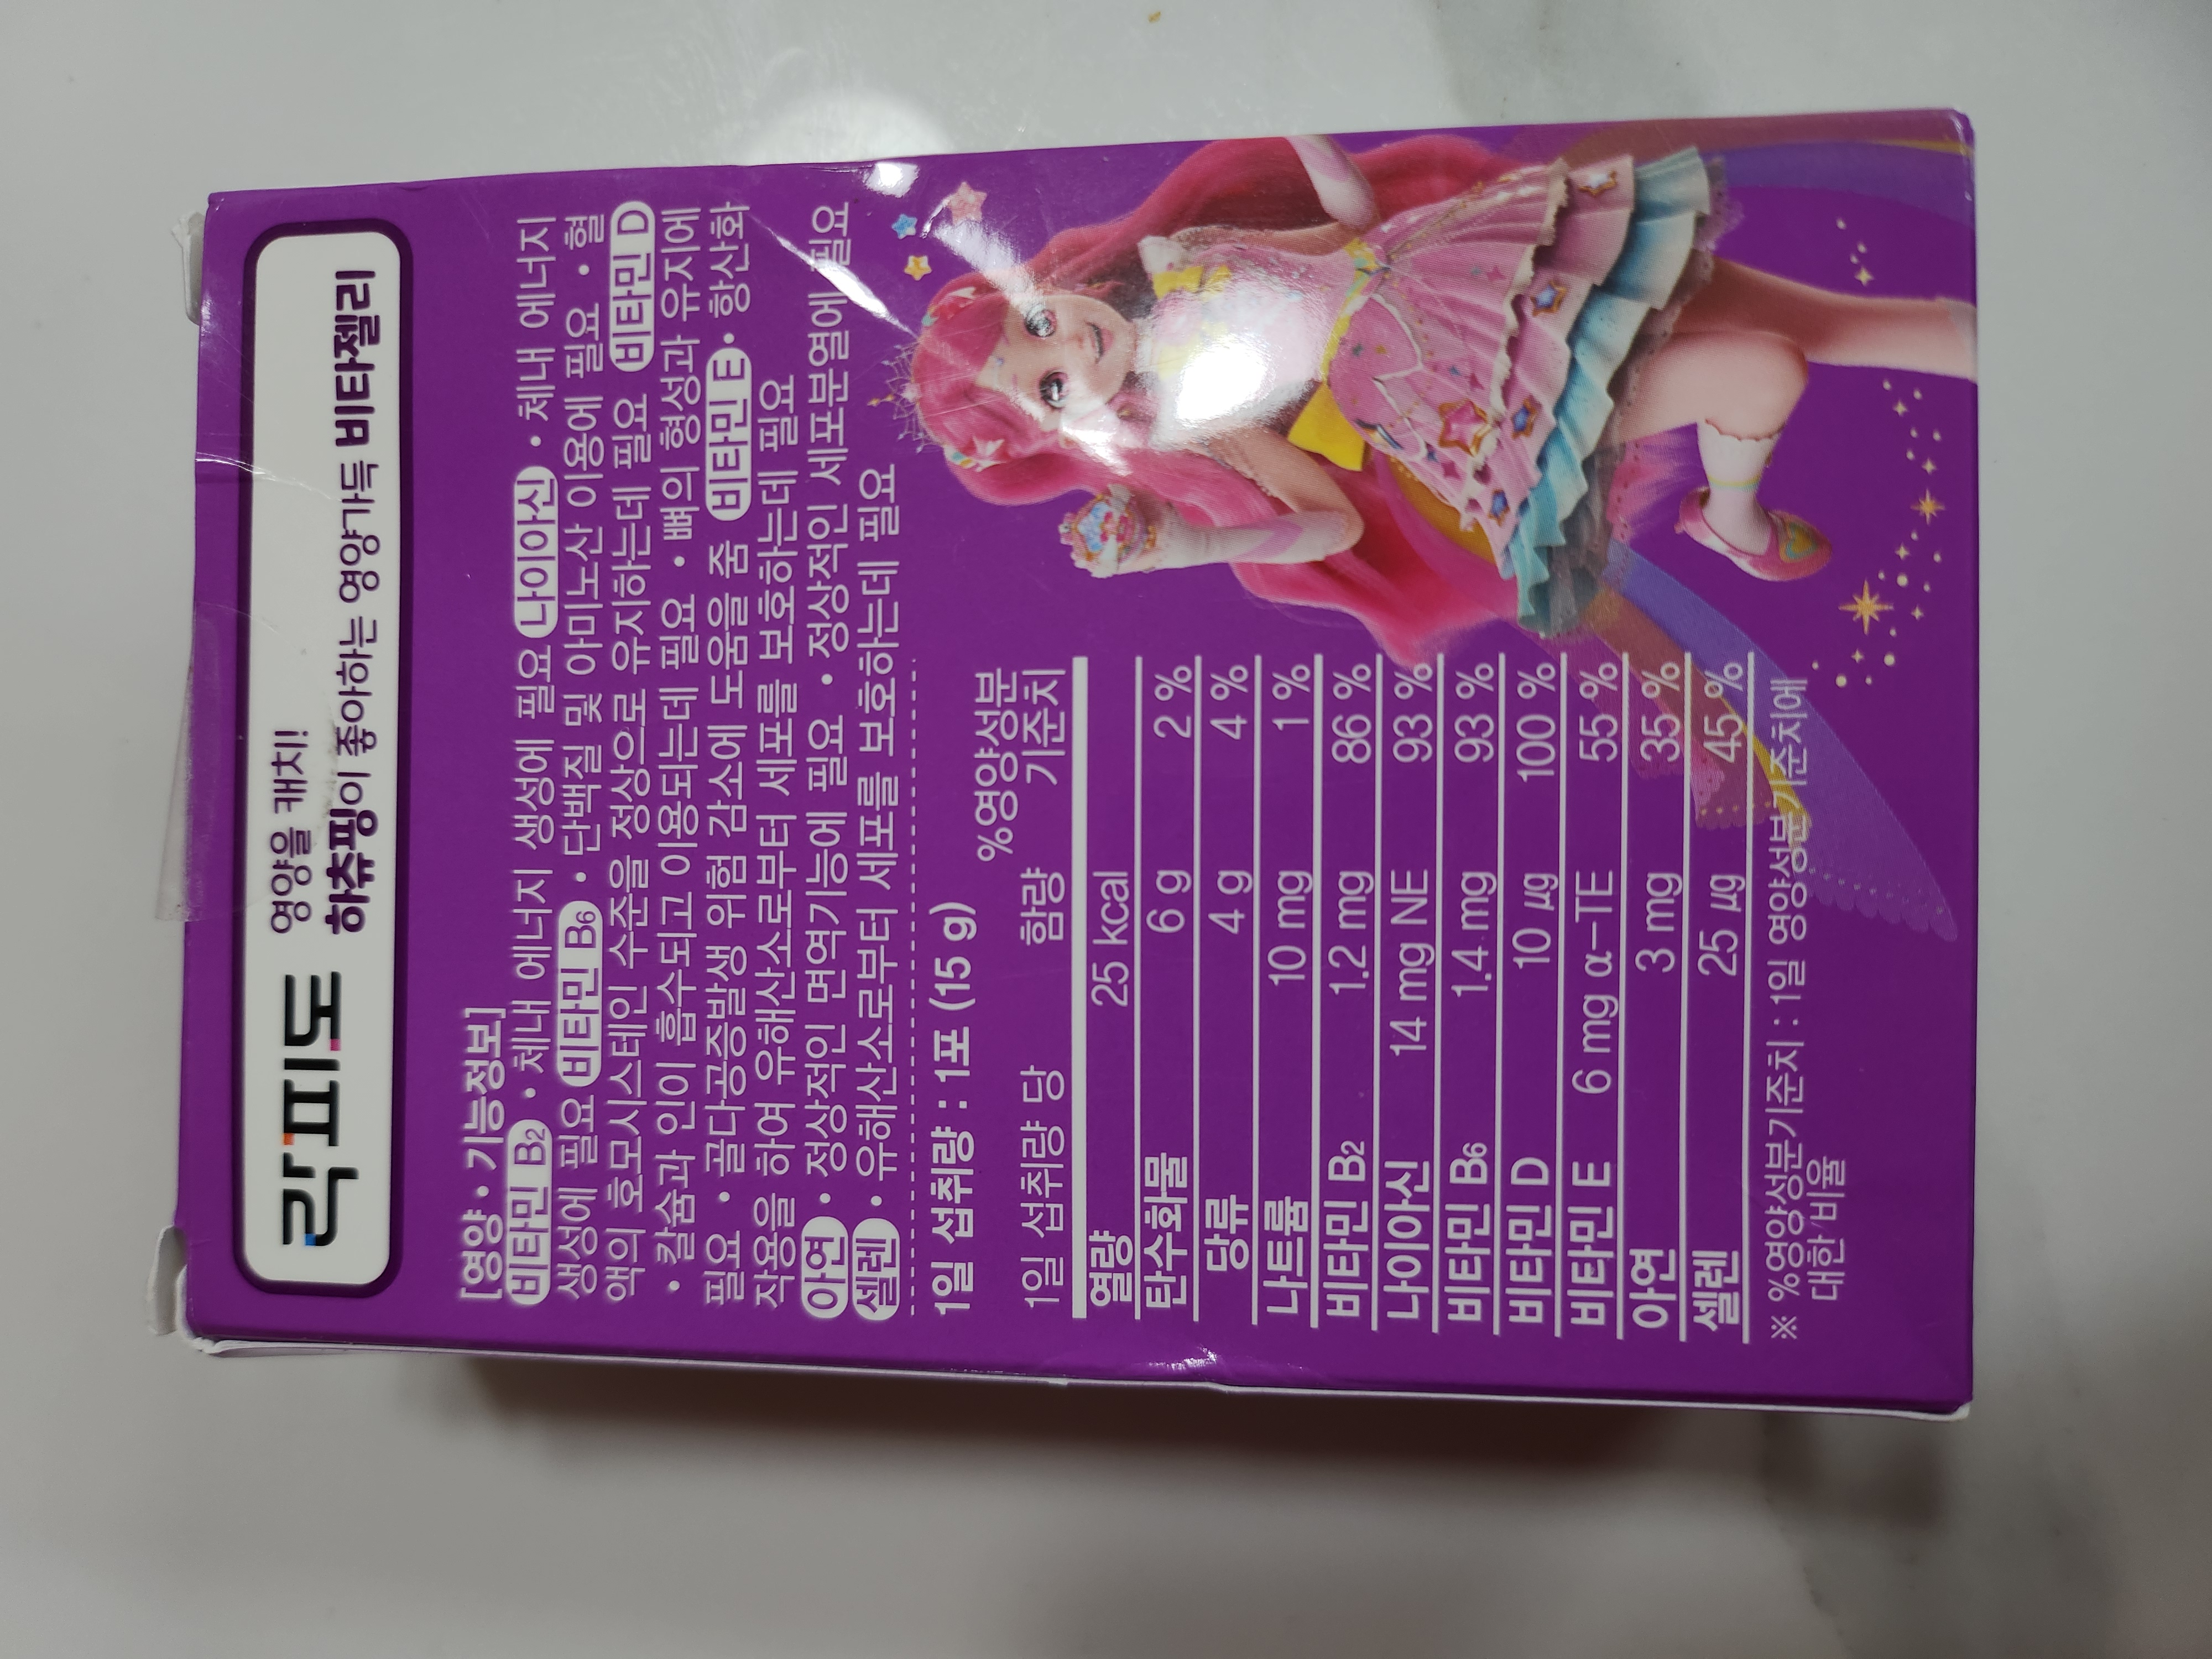 락피도
영양을 캐치!
하츄핑이 좋아하는 영양가득 비타젤리
[영양·기능정보]
비타민 B2 · 체내 에너지 생성에 필요 나이아신 · 체내 에너지
생성에 필요 비타민 B6 · 단백질 및 아미노산 이용에 필요 · 혈
액의 호모시스테인 수준을 정상으로 유지하는데 필요 비타민 D
· 칼슘과 인이 흡수되고 이용되는데 필요 · 뼈의 형성과 유지에
필요 · 골다공증발생 위험 감소에 도움을 줌 비타민 E · 항산화
작용을 하여 유해산소로부터 세포를 보호하는데 필요
아연 · 정상적인 면역기능에 필요 · 정상적인 세포분열에 필요
셀렌 · 유해산소로부터 세포를 보호하는데 필요
1일 섭취량 : 1포 (15 g)
1일 섭취량 당 함량 %영양성분
기준치
열량 25 kcal
탄수화물 6 g 2 %
당류 4 g 4 %
나트륨 10 mg 1 %
비타민 B2 1.2 mg 86 %
나이아신 14 mg NE 93 %
비타민 B6 1.4 mg 93 %
비타민 D 10 ㎍ 100 %
비타민 E 6 mg α-TE 55 %
아연 3 mg 35 %
셀렌 25 ㎍ 45 %
※ %영양성분기준치 : 1일 영양성분기준치에
대한 비율